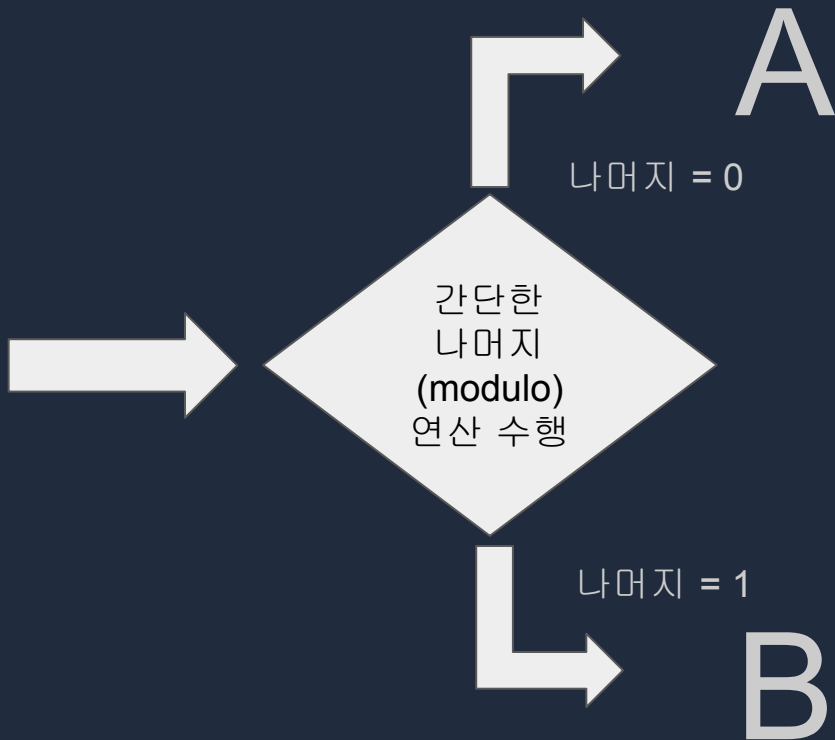 A
나머지 = 0
간단한
나머지
(modulo)
연산 수행
나머지 = 1
B